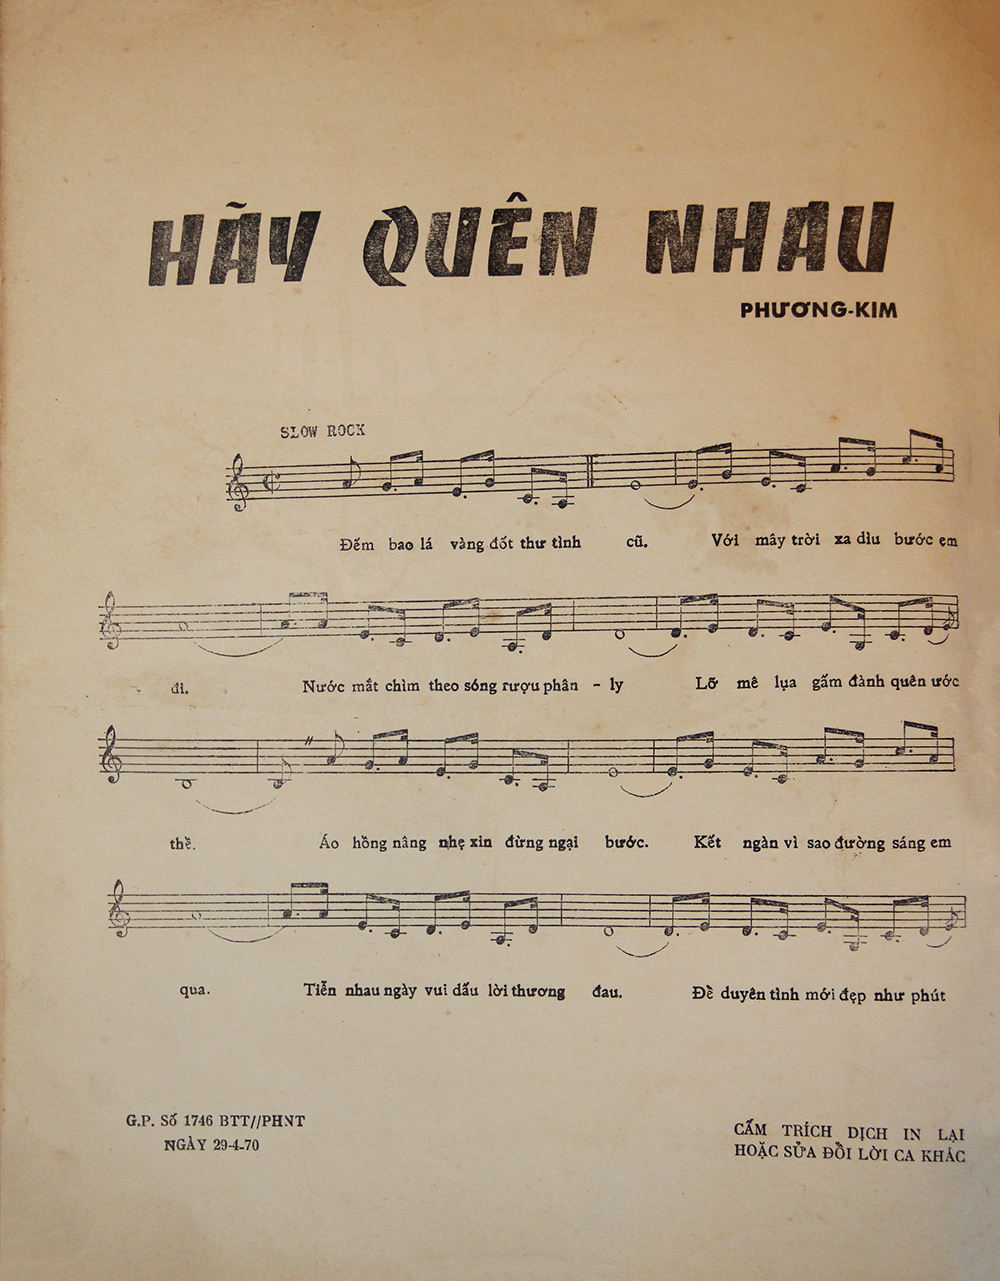 HÃY QUÊN NHAU
PHƯƠNG-KIM
SLOW ROCK
Đếm bao lá vàng đốt thư tình cũ. Với mây trời xa dìu bước em
đi. Nước mắt chìm theo sóng rượu phân - ly Lỡ mê lụa gấm đành quên ước
thề. Áo hồng nâng nhẹ xin đừng ngại bước. Kết ngàn vì sao đường sáng em
qua. Tiễn nhau ngày vui dấu lời thương đau. Để duyên tình mới đẹp như phút
G.P. Số 1746 BTT//PHNT
NGÀY 29-4-70
CẤM TRÍCH DỊCH IN LẠI
HOẶC SỬA ĐỔI LỜI CA KHÁC